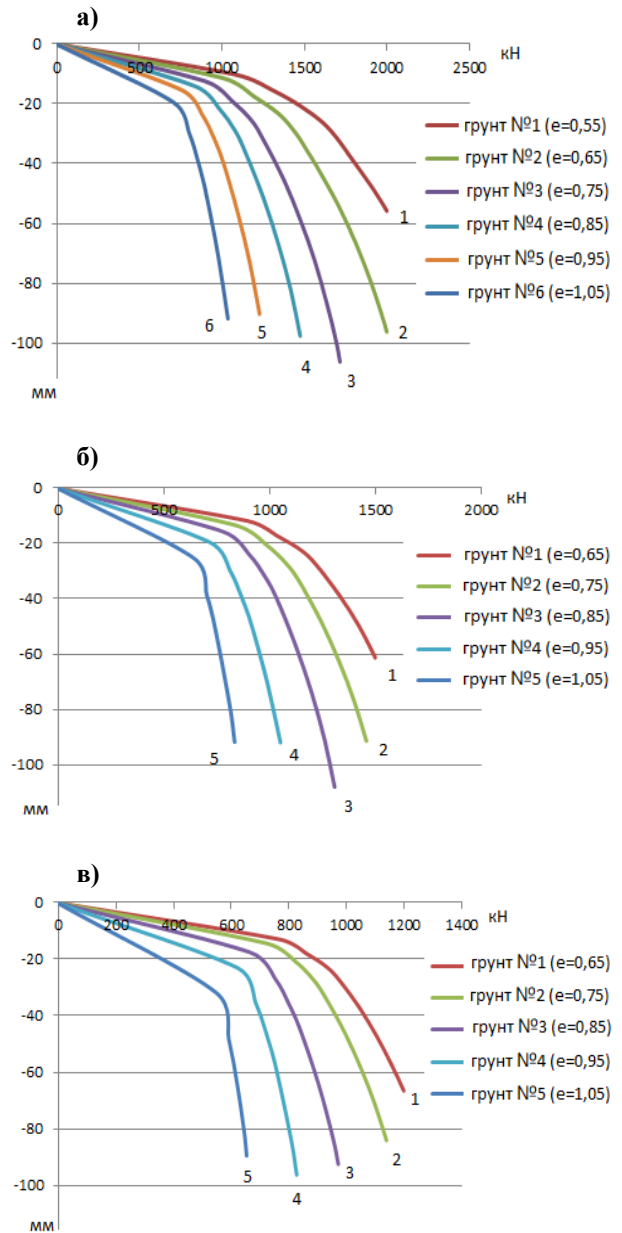 а)
0
0
500
1000
1500
2000
2500
кН
-20
-40
-60
-80
-100
мм
грунт №1 (e=0,55)
грунт №2 (e=0,65)
грунт №3 (e=0,75)
грунт №4 (e=0,85)
грунт №5 (e=0,95)
грунт №6 (e=1,05)
1
2
3
4
5
6
б)
0
0
500
1000
1500
2000
кН
-20
-40
-60
-80
-100
мм
грунт №1 (e=0,65)
грунт №2 (e=0,75)
грунт №3 (e=0,85)
грунт №4 (e=0,95)
грунт №5 (e=1,05)
1
2
3
4
5
в)
0
0
200
400
600
800
1000
1200
1400
кН
-20
-40
-60
-80
-100
мм
грунт №1 (e=0,65)
грунт №2 (e=0,75)
грунт №3 (e=0,85)
грунт №4 (e=0,95)
грунт №5 (e=1,05)
1
2
3
4
5